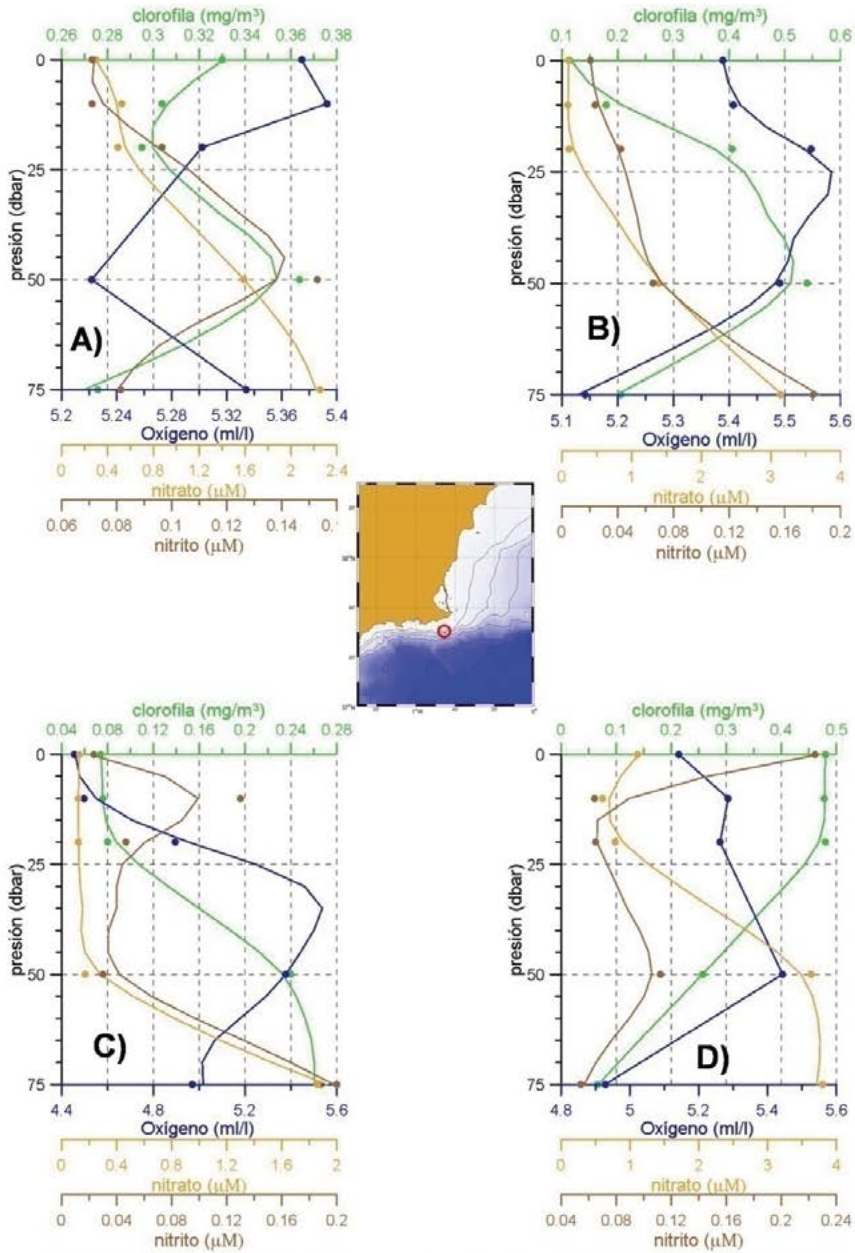 clorofila (mg/m³)
0.26 0.28 0.3 0.32 0.34 0.36 0.38
0
25
50
75
presión (dbar)
A)
5.2 5.24 5.28 5.32 5.36 5.4
Oxígeno (ml/l)
0 0.4 0.8 1.2 1.6 2 2.4
nitrato (μM)
0.06 0.08 0.1 0.12 0.14 0.1
nitrito (μM)
clorofila (mg/m³)
0.1 0.2 0.3 0.4 0.5 0.6
0
25
50
75
presión (dbar)
B)
5.1 5.2 5.3 5.4 5.5 5.6
Oxígeno (ml/l)
0 1 2 3 4
nitrato (μM)
0 0.04 0.08 0.12 0.16 0.2
nitrito (μM)
clorofila (mg/m³)
0.04 0.08 0.12 0.16 0.2 0.24 0.28
0
25
50
75
presión (dbar)
C)
4.4 4.8 5.2 5.6
Oxígeno (ml/l)
0 0.4 0.8 1.2 1.6 2
nitrato (μM)
0 0.04 0.08 0.12 0.16 0.2
nitrito (μM)
clorofila (mg/m³)
0 0.1 0.2 0.3 0.4 0.5
0
25
50
75
presión (dbar)
D)
4.8 5 5.2 5.4 5.6
Oxígeno (ml/l)
0 1 2 3 4
nitrato (μM)
0.04 0.08 0.12 0.16 0.2 0.24
nitrito (μM)